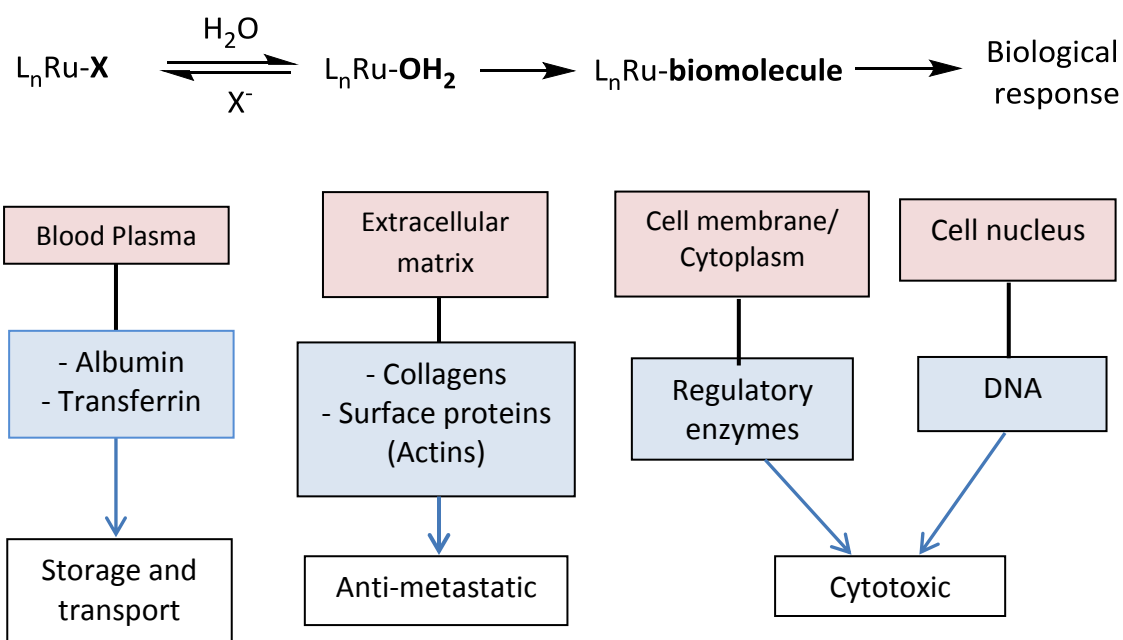 H₂O
LₙRu-X
LₙRu-OH₂
LₙRu-biomolecule
Biological
response
X⁻
Blood Plasma
Extracellular
matrix
Cell membrane/
Cytoplasm
Cell nucleus
- Albumin
- Transferrin
- Collagens
- Surface proteins
(Actins)
Regulatory
enzymes
DNA
Storage and
transport
Anti-metastatic
Cytotoxic